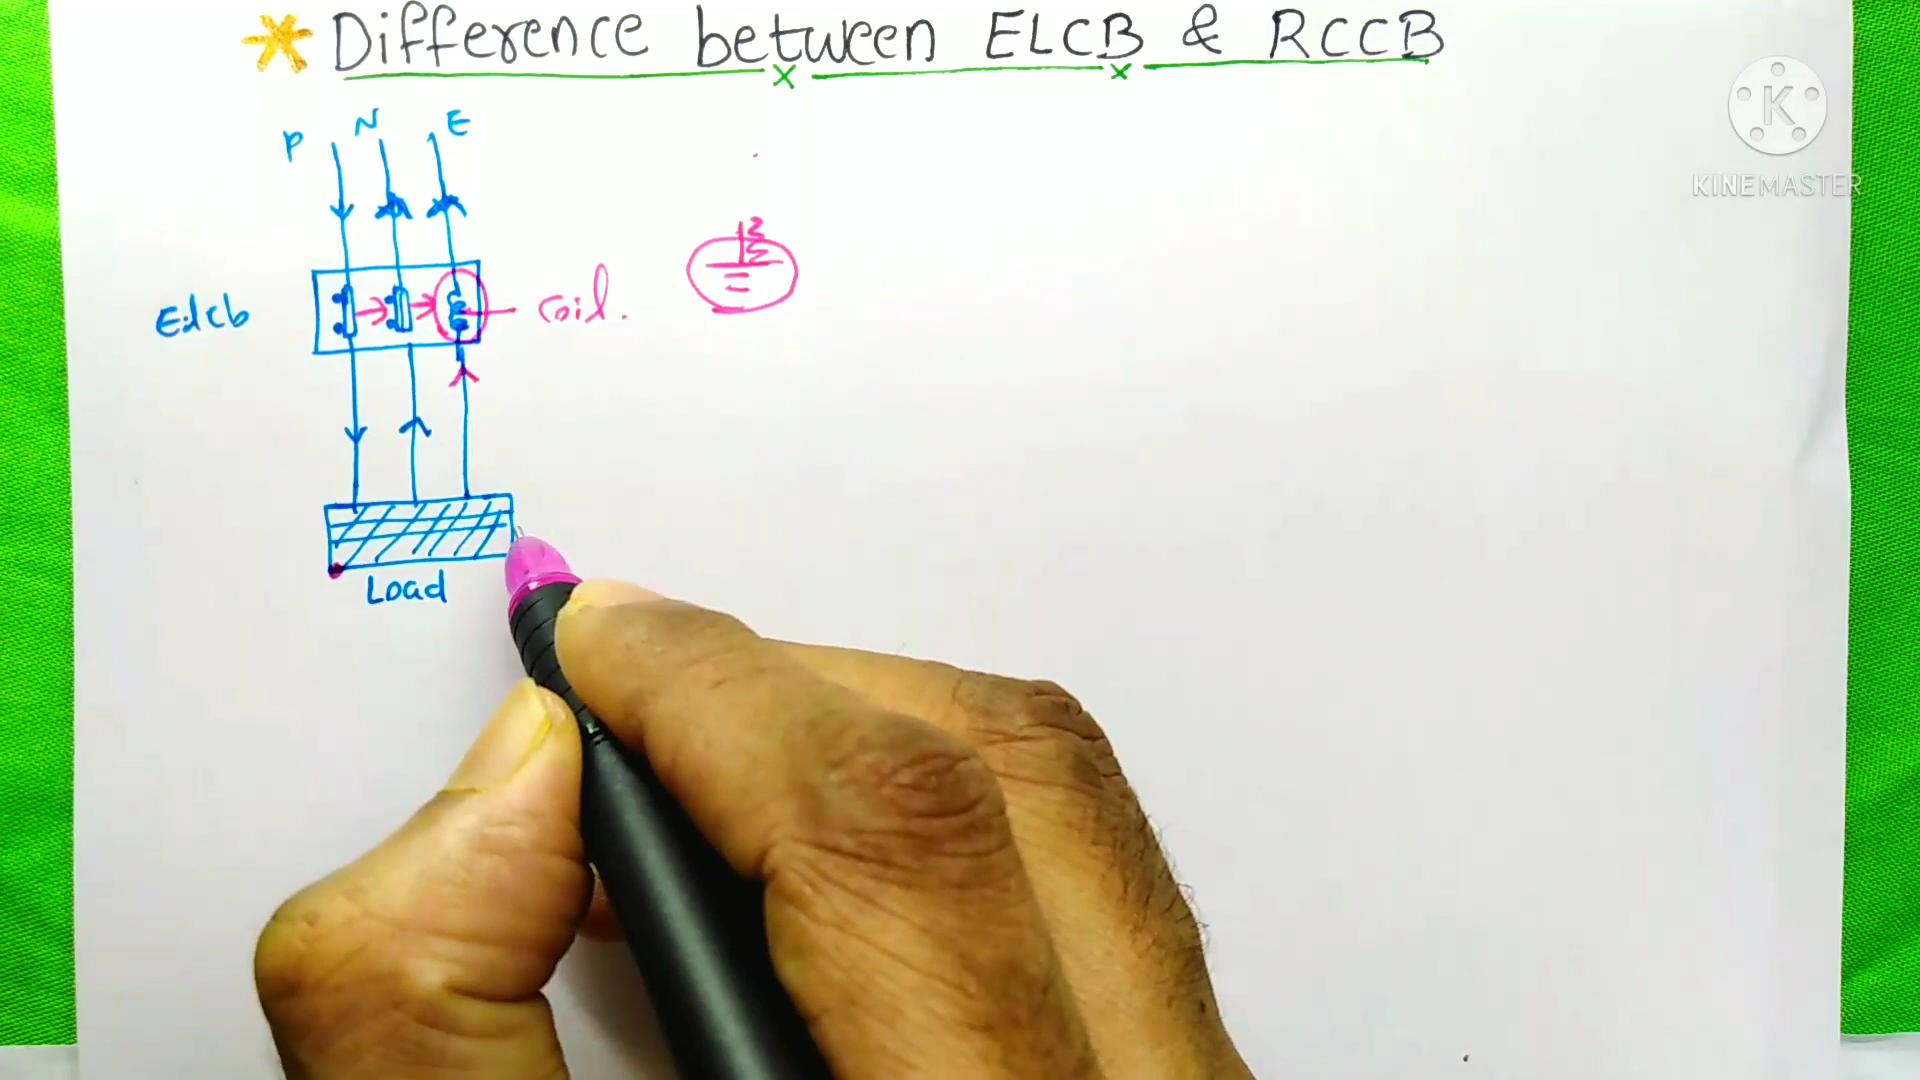 Difference between ELCB & RCCB
P N E
K
KINEMASTER
Elcb
coil.
Load